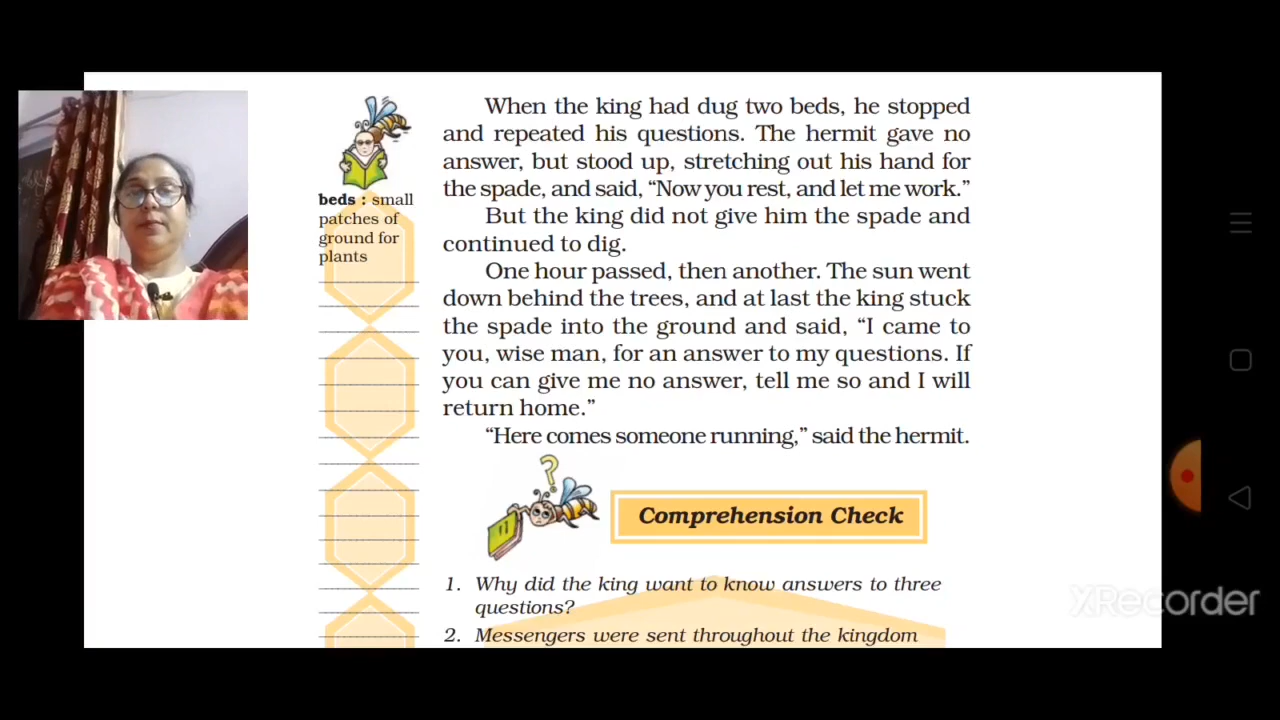 When the king had dug two beds, he stopped
and repeated his questions. The hermit gave no
answer, but stood up, stretching out his hand for
the spade, and said, “Now you rest, and let me work.”
But the king did not give him the spade and
continued to dig.
One hour passed, then another. The sun went
down behind the trees, and at last the king stuck
the spade into the ground and said, “I came to
you, wise man, for an answer to my questions. If
you can give me no answer, tell me so and I will
return home.”
“Here comes someone running,” said the hermit.
beds : small
patches of
ground for
plants
?
Comprehension Check
1. Why did the king want to know answers to three
questions?
2. Messengers were sent throughout the kingdom
XRecorder